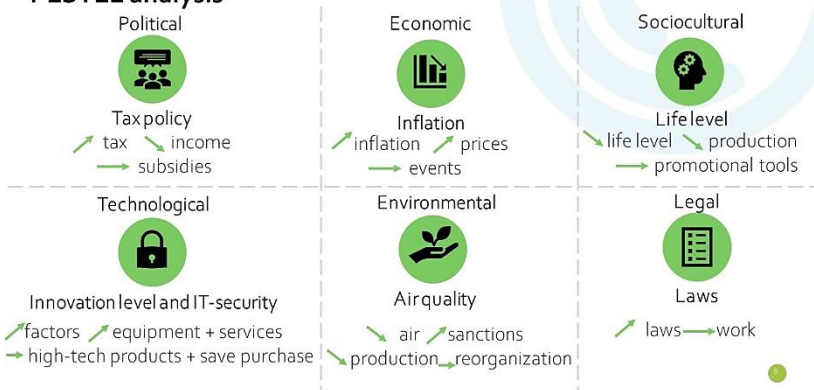 analysis
Political
Economic
Sociocultural
Tax policy
tax income
subsidies
Inflation
inflation prices
events
Life level
life level production
promotional tools
Technological
Environmental
Legal
Innovation level and IT-security
factors equipment + services
high-tech products + save purchase
Air quality
air sanctions
production reorganization
Laws
laws work